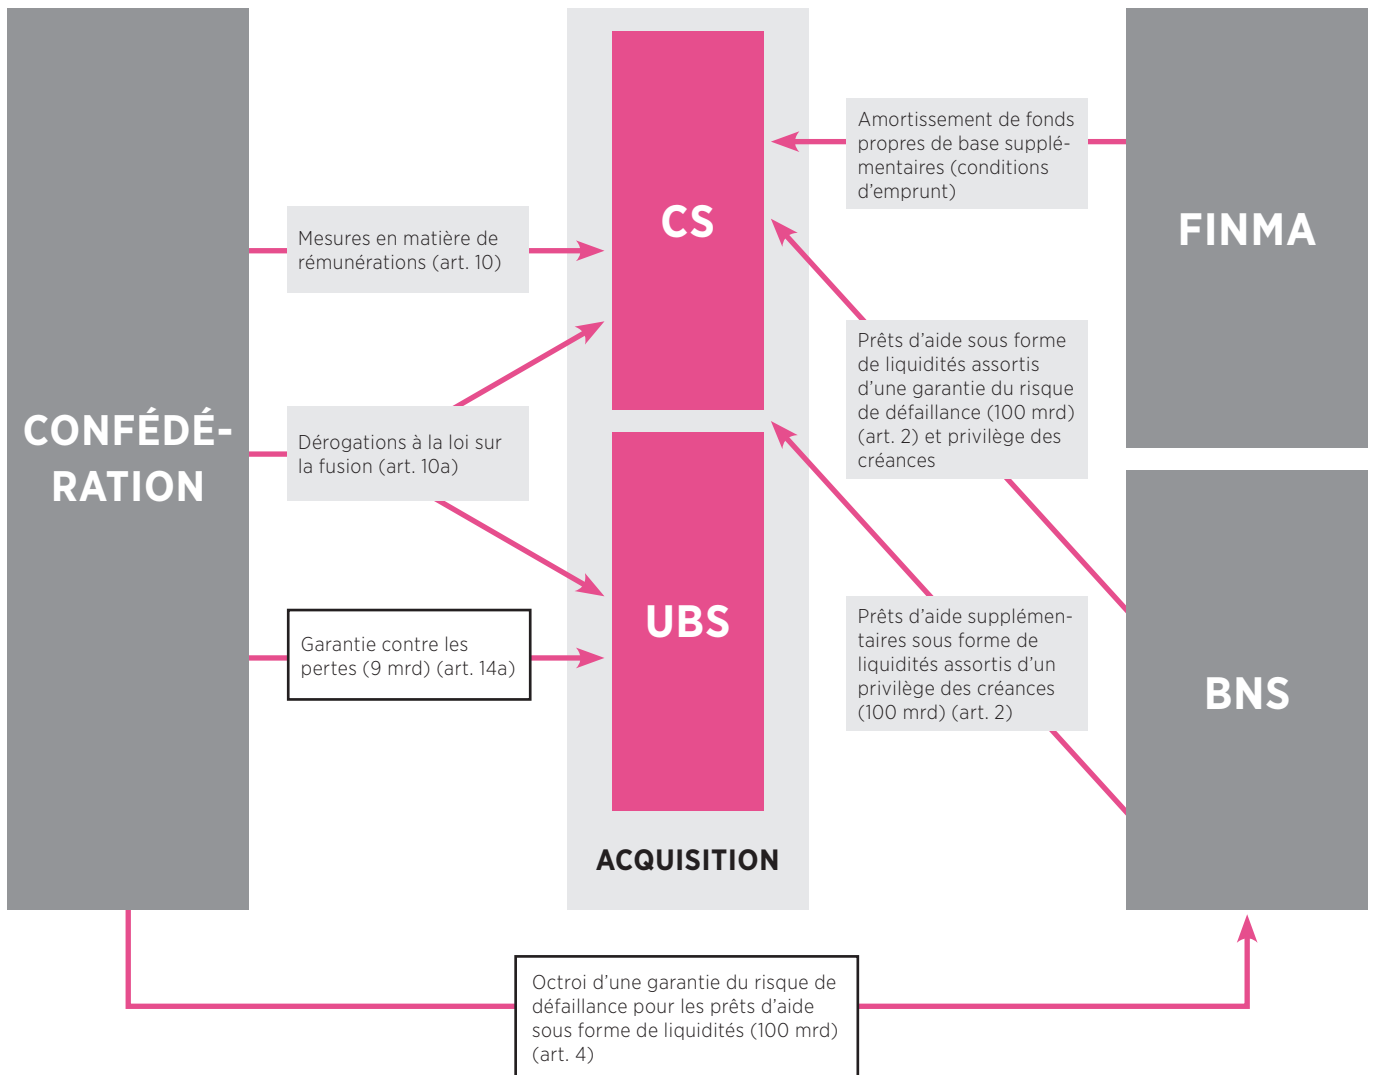 CONFÉDÉ-
RATION
Mesures en matière de
rémunérations (art. 10)
Dérogations à la loi sur
la fusion (art. 10a)
Garantie contre les
pertes (9 mrd) (art. 14a)
CS
UBS
ACQUISITION
Amortissement de fonds
propres de base supplé-
mentaires (conditions
d’emprunt)
Prêts d’aide sous forme
de liquidités assortis
d’une garantie du risque
de défaillance (100 mrd)
(art. 2) et privilège des
créances
Prêts d’aide supplémen-
taires sous forme de
liquidités assortis d’un
privilège des créances
(100 mrd) (art. 2)
FINMA
BNS
Octroi d’une garantie du risque de
défaillance pour les prêts d’aide
sous forme de liquidités (100 mrd)
(art. 4)